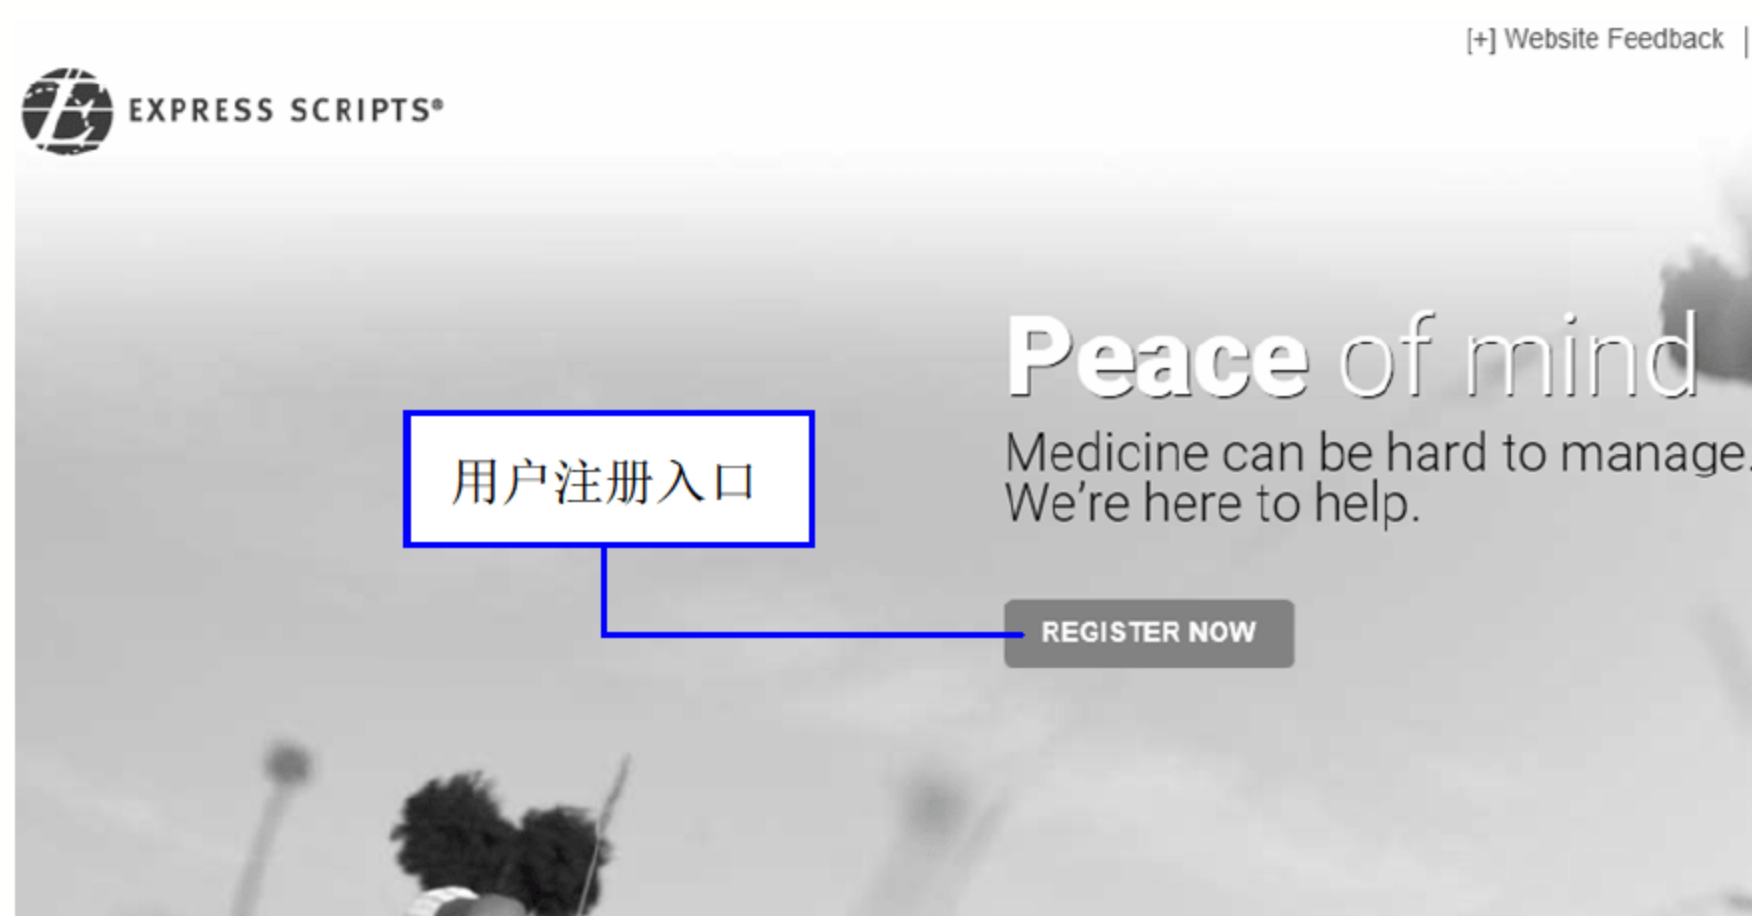 [+] Website Feedback |
EXPRESS SCRIPTS®
Peace of mind
Medicine can be hard to manage.
We're here to help.
用户注册入口
REGISTER NOW